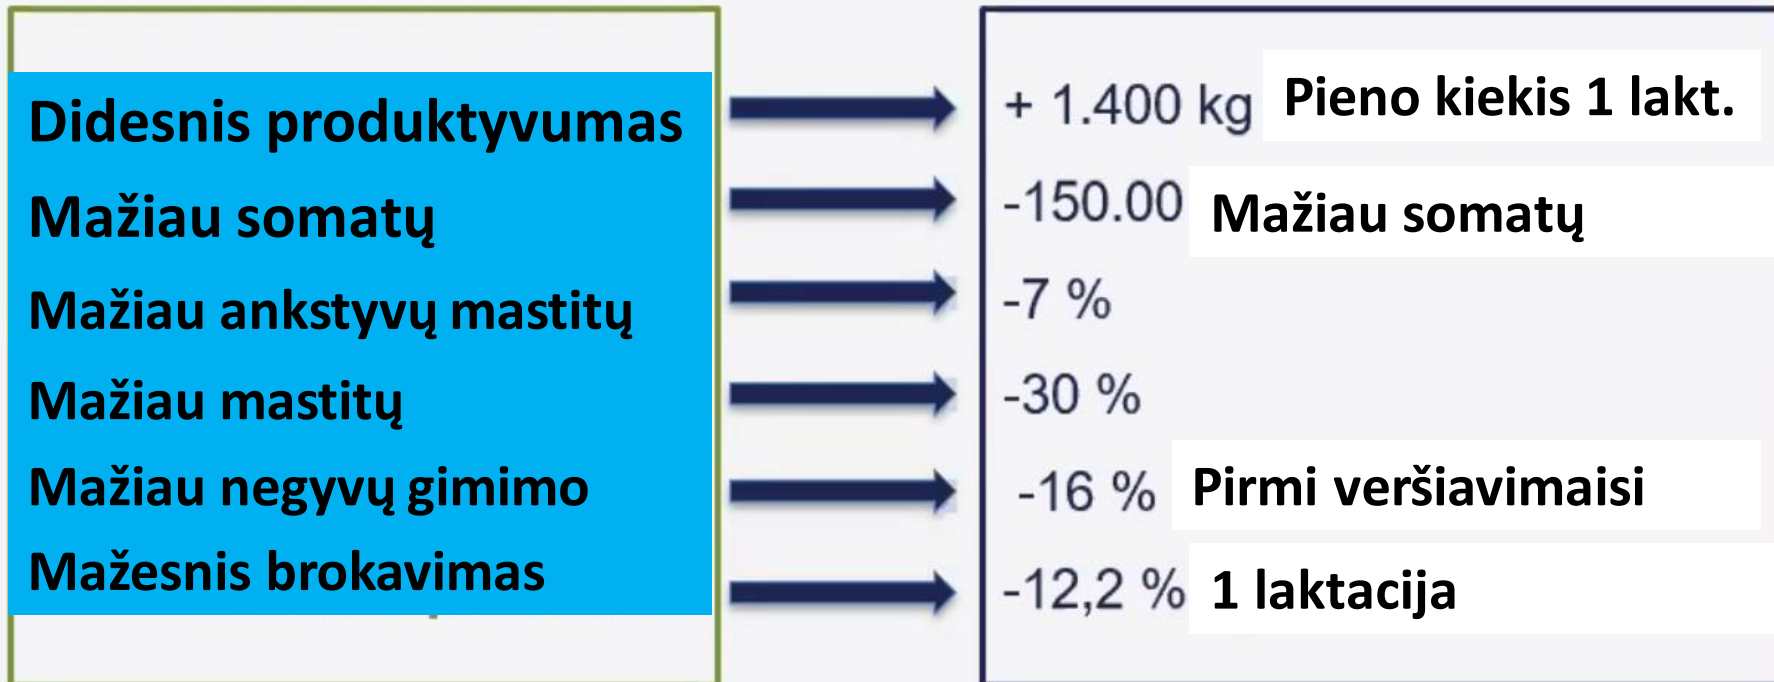 Didesnis produktyvumas + 1.400 kg Pieno kiekis 1 lakt.
Mažiau somatų -150.00 Mažiau somatų
Mažiau ankstyvų mastitų -7 %
Mažiau mastitų -30 %
Mažiau negyvų gimimo -16 % Pirmi veršiavimaisi
Mažesnis brokavimas -12,2 % 1 laktacija